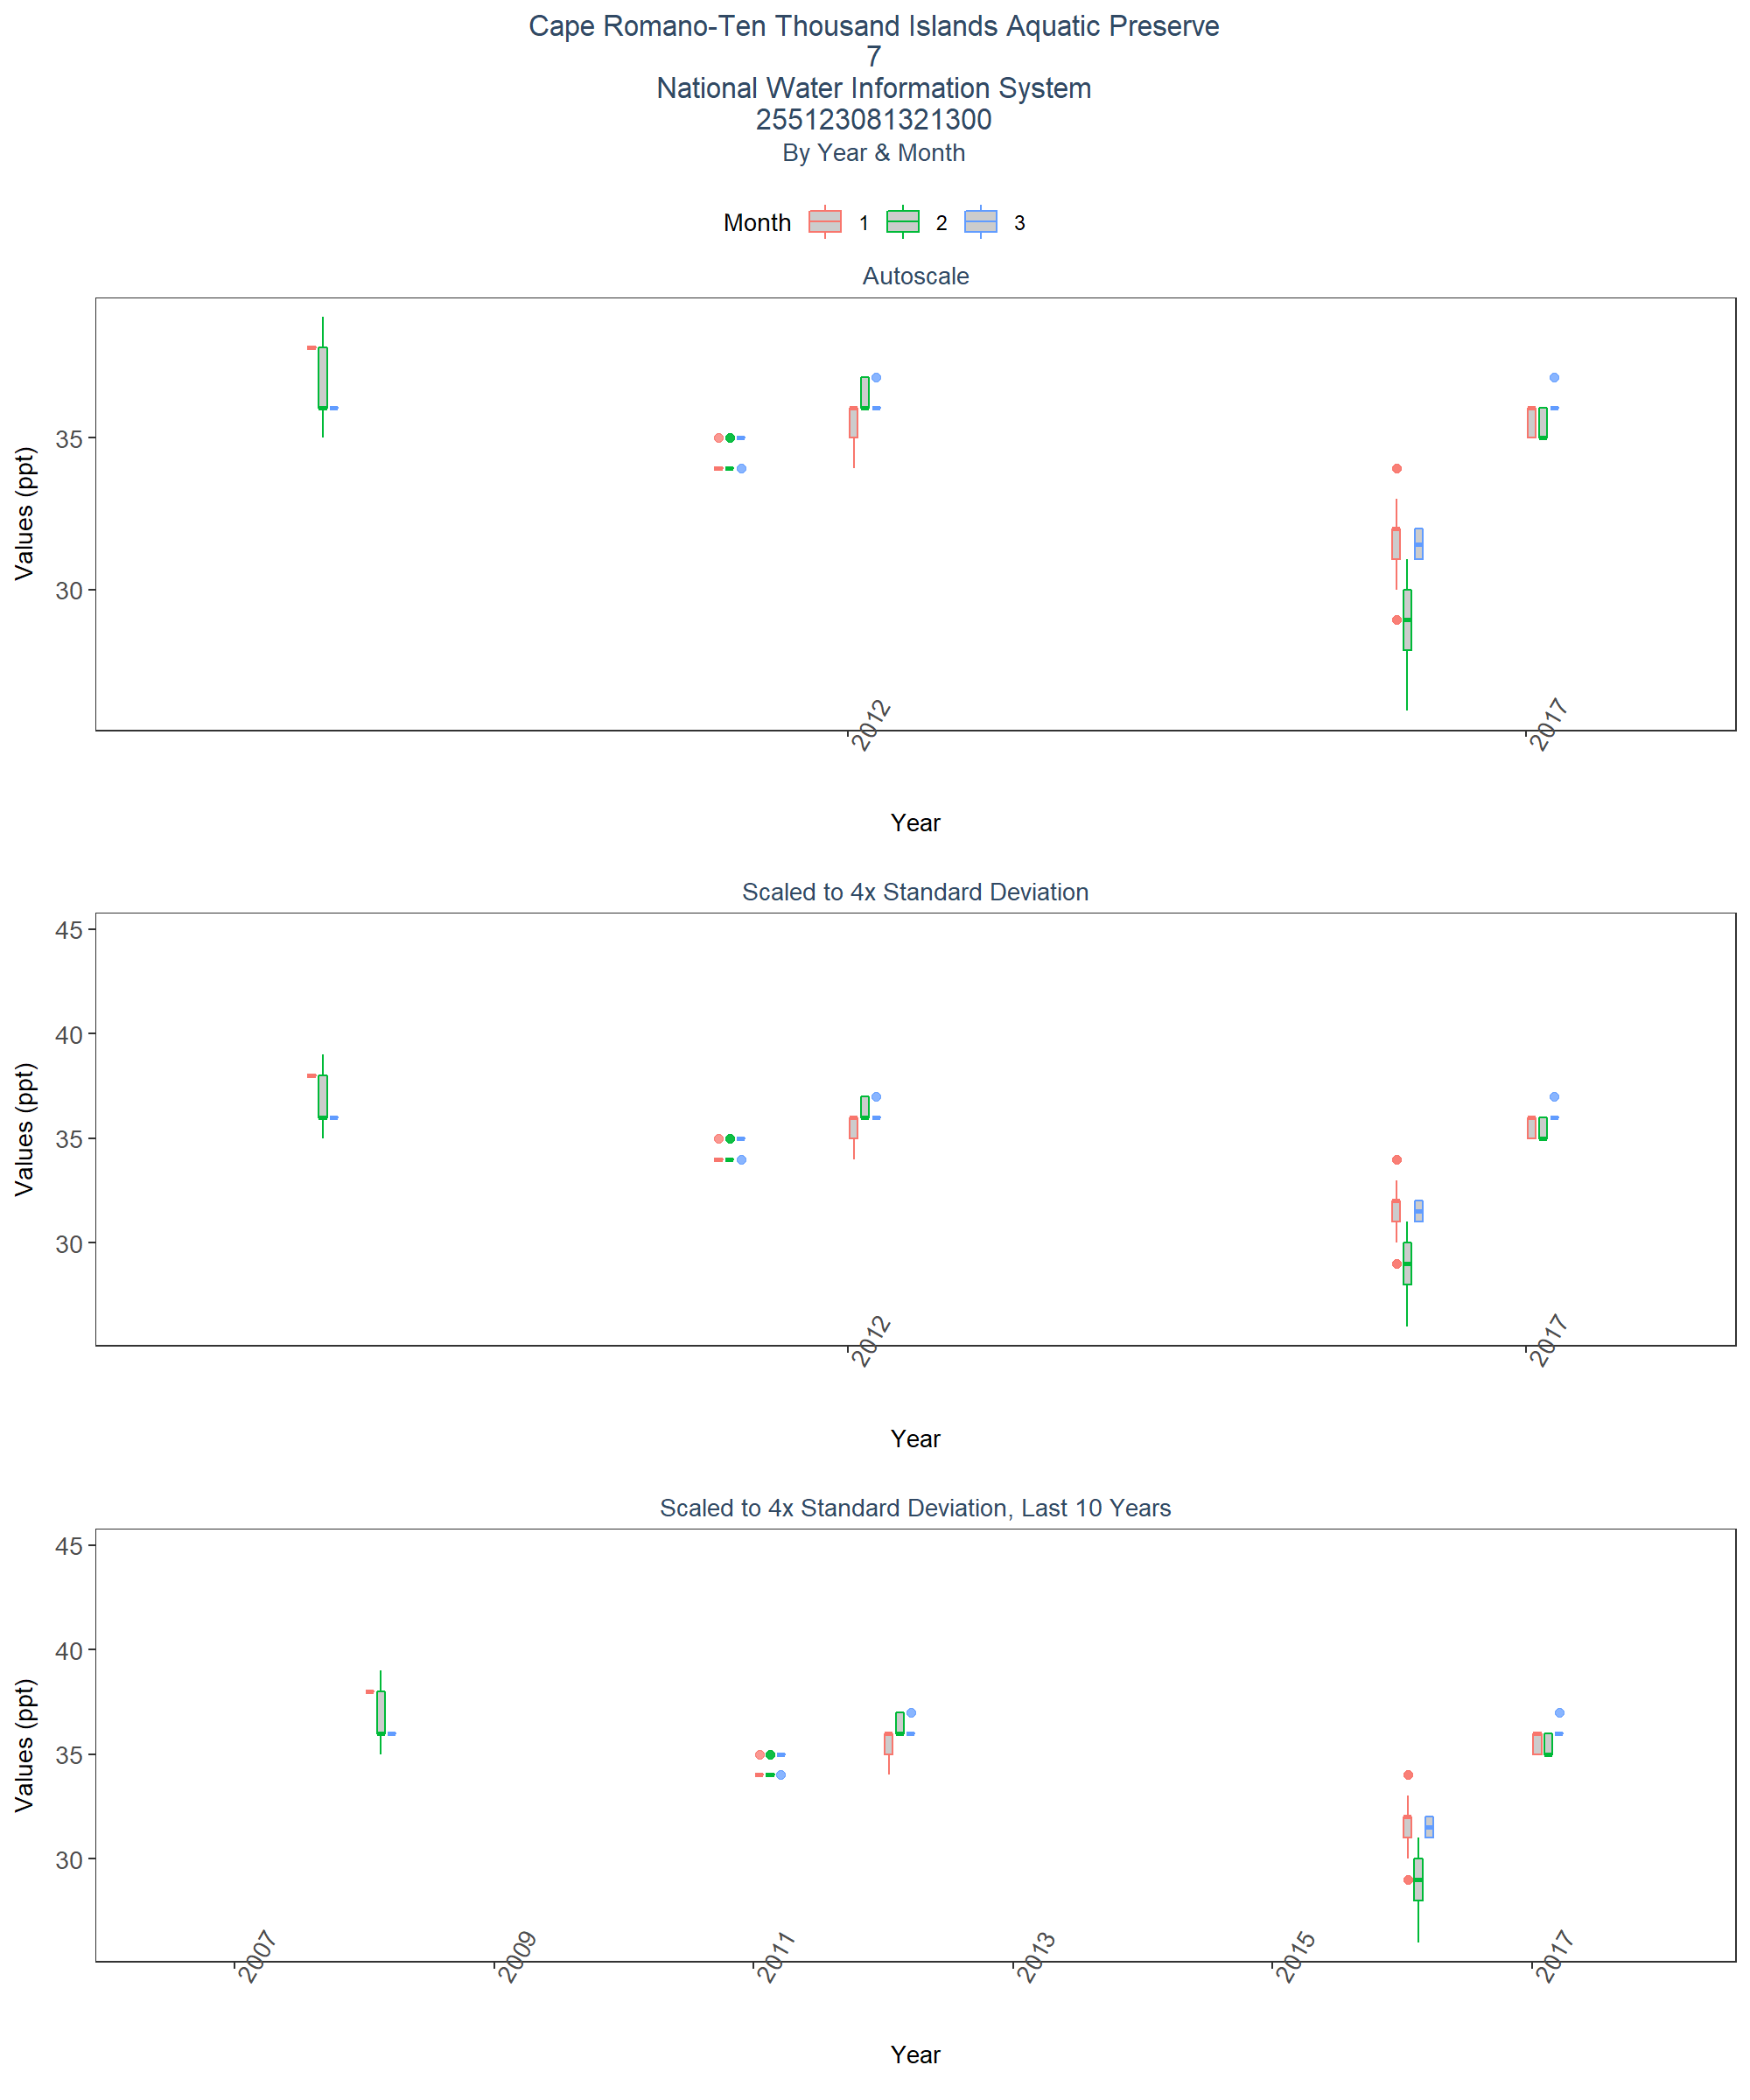 Cape Romano-Ten Thousand Islands Aquatic Preserve
7
National Water Information System
255123081321300
By Year & Month
Month 1 2 3
Autoscale
Values (ppt)
35
30
2012 2017
Year
Scaled to 4x Standard Deviation
Values (ppt)
45
40
35
30
2012 2017
Year
Scaled to 4x Standard Deviation, Last 10 Years
Values (ppt)
45
40
35
30
2007 2009 2011 2013 2015 2017
Year